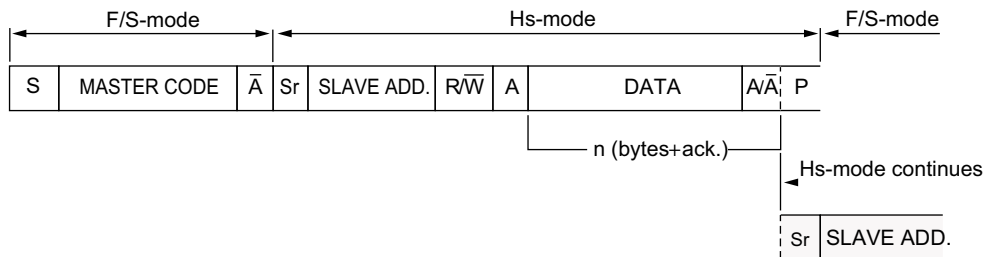 F/S-mode Hs-mode F/S-mode
S MASTER CODE A̅ Sr SLAVE ADD. R/W̅ A DATA A/A̅ P
n (bytes+ack.)
Hs-mode continues
Sr SLAVE ADD.